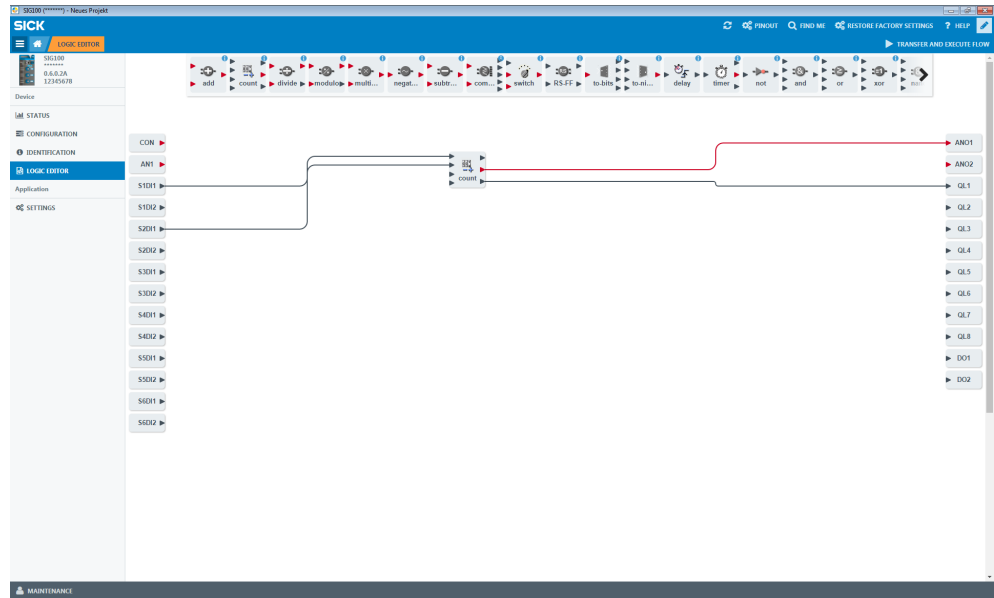 SIG100 (*******) - Neues Projekt
SICK
PINOUT
FIND ME
RESTORE FACTORY SETTINGS
? HELP
LOGIC EDITOR
TRANSFER AND EXECUTE FLOW
SIG100
*******
0.6.0.2A
12345678
add
count
divide
modulo
multi...
negat...
subtr...
com...
switch
RS-FF
to-bits
to-ni...
delay
timer
not
and
or
xor
Device
STATUS
CONFIGURATION
IDENTIFICATION
LOGIC EDITOR
Application
SETTINGS
CON
AN1
S1DI1
S1DI2
S2DI1
S2DI2
S3DI1
S3DI2
S4DI1
S4DI2
S5DI1
S5DI2
S6DI1
S6DI2
count
ANO1
ANO2
QL1
QL2
QL3
QL4
QL5
QL6
QL7
QL8
DO1
DO2
MAINTENANCE